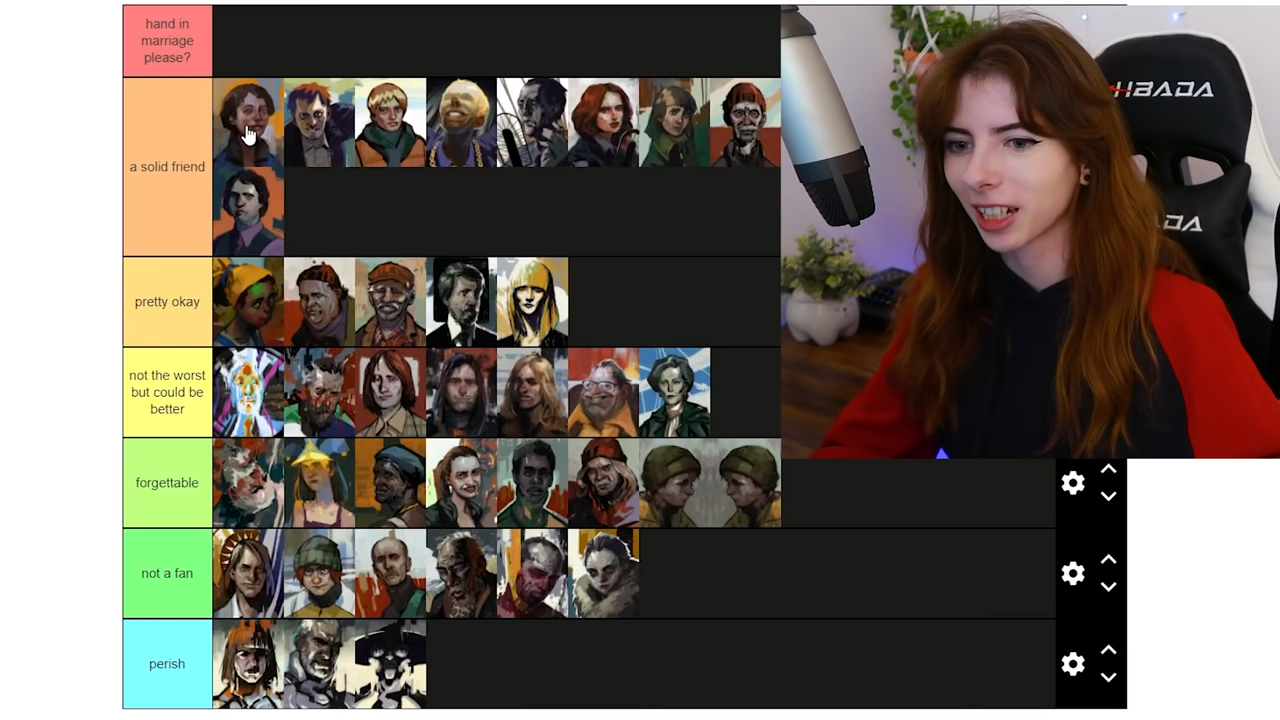 hand in
marriage
please?
HBADA
a solid friend
pretty okay
not the worst
but could be
better
forgettable
not a fan
perish